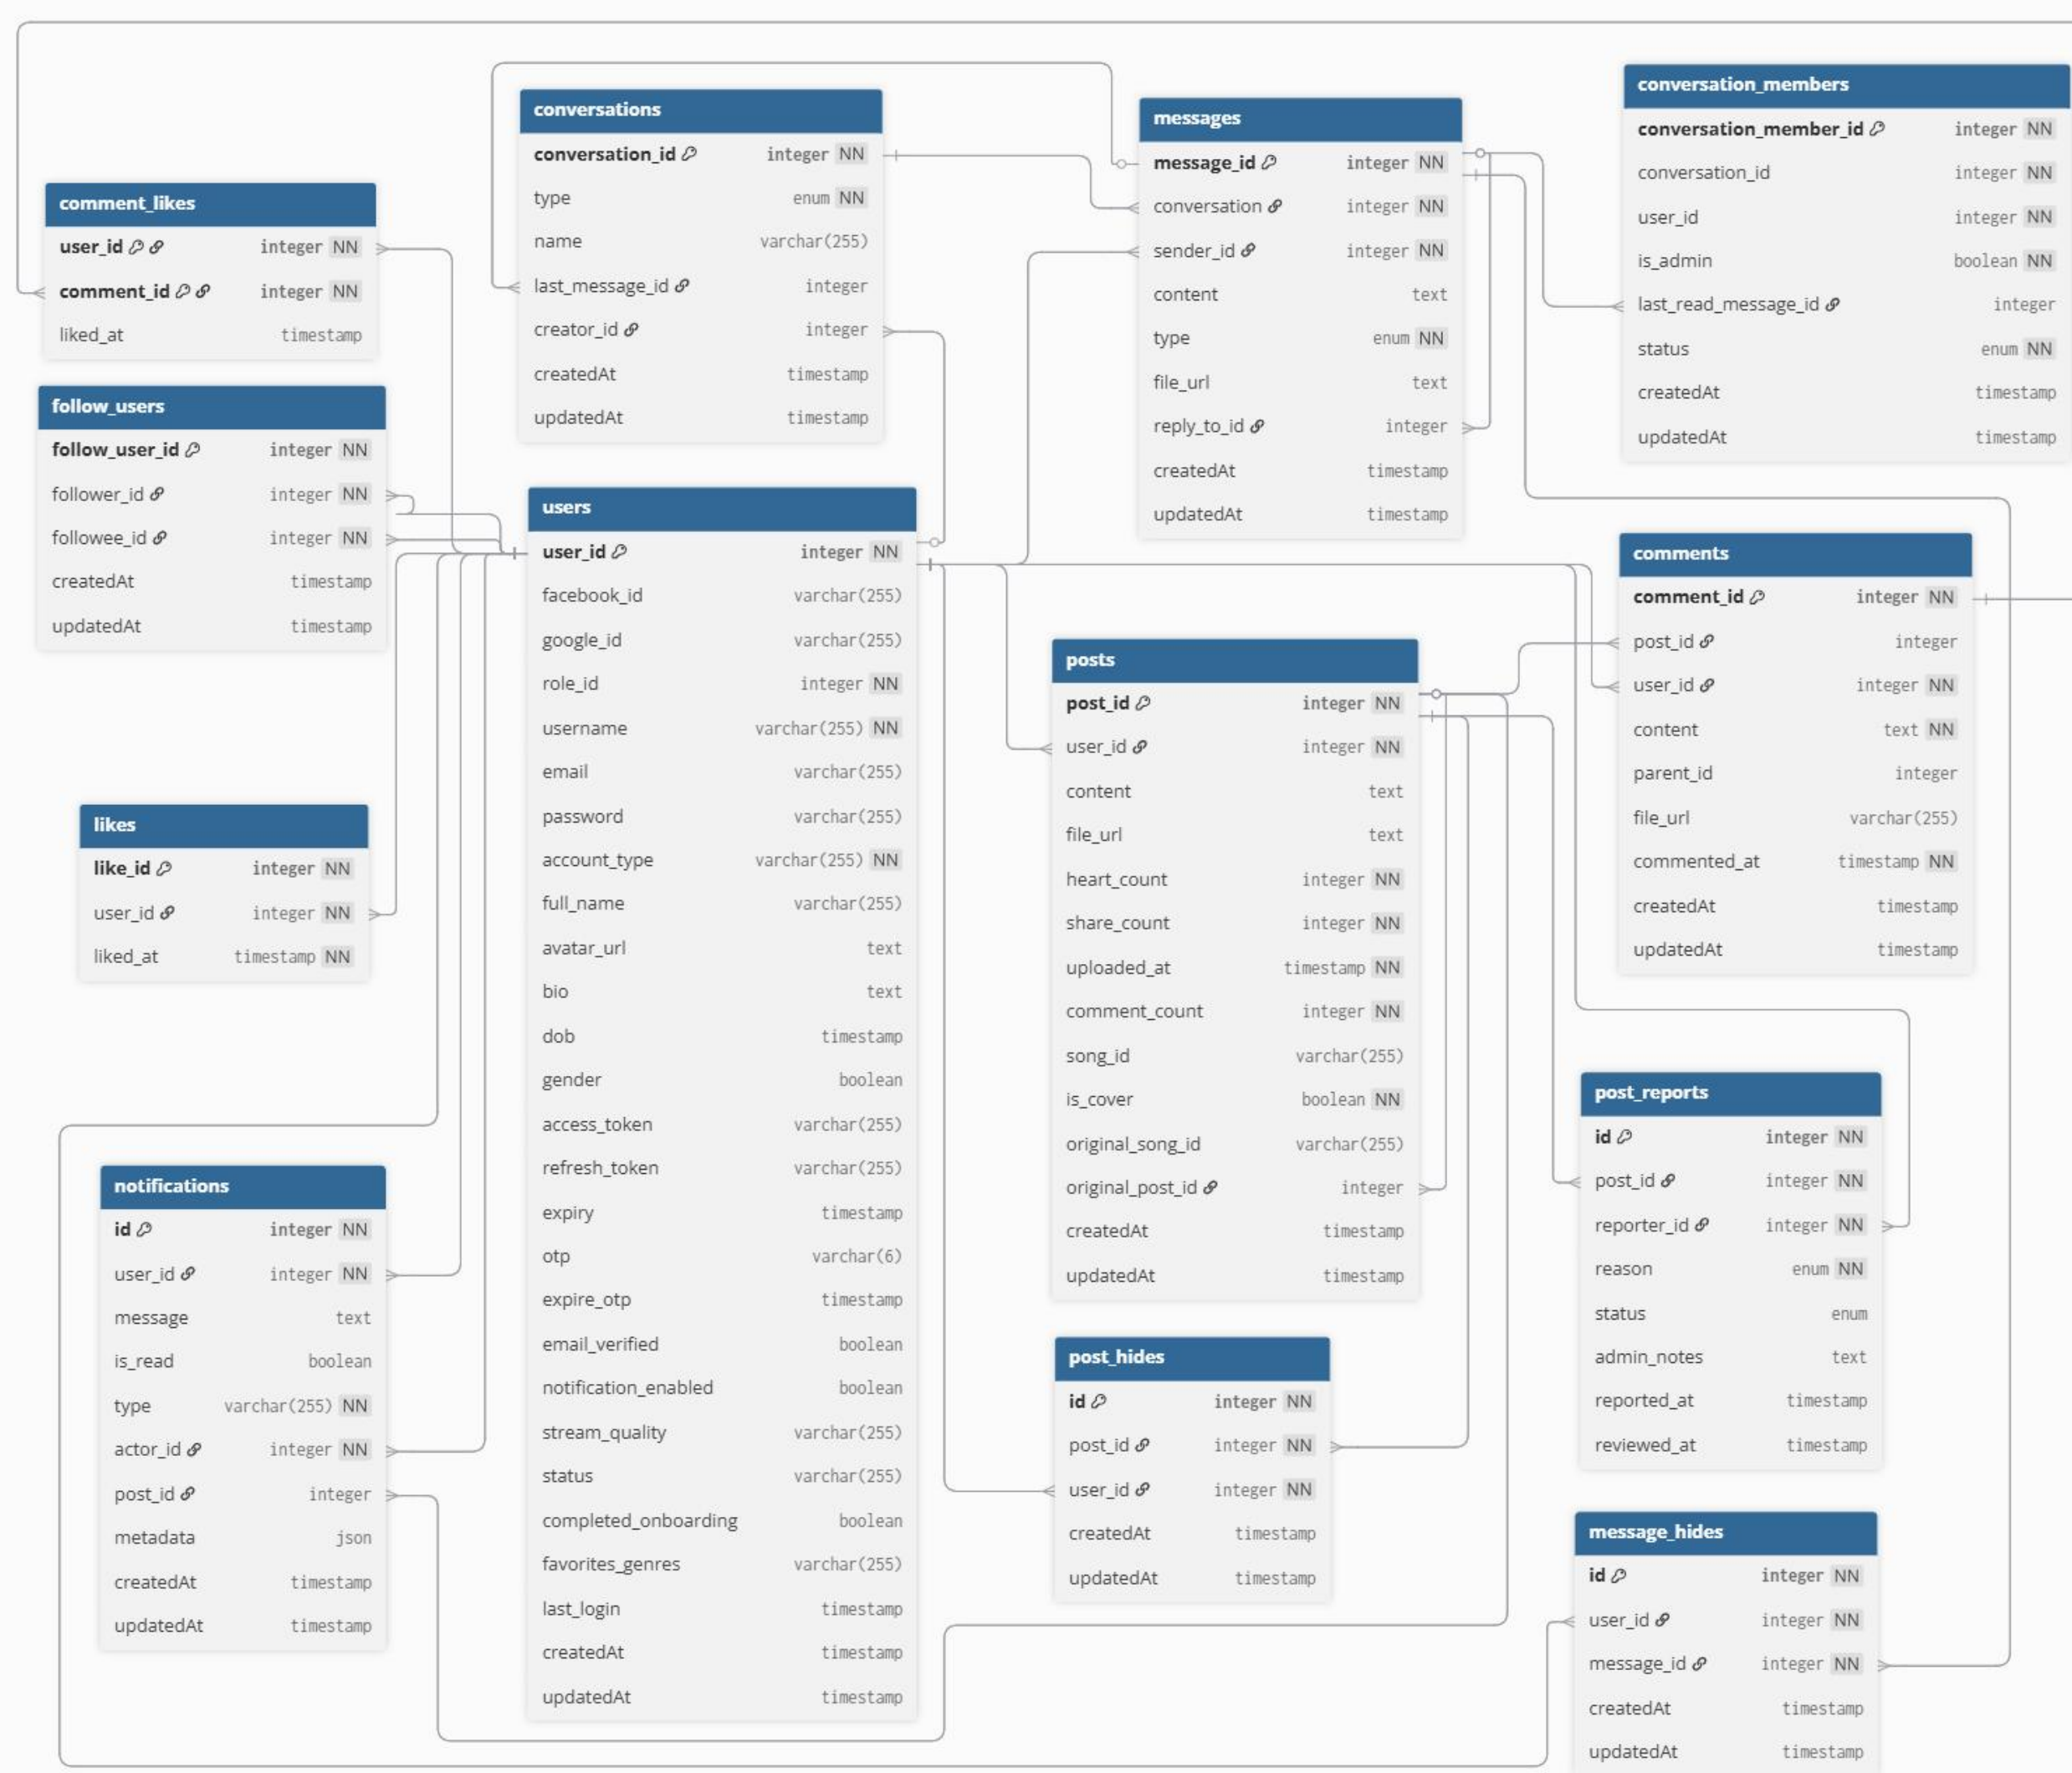 conversations
conversation_id integer NN
type enum NN
name varchar(255)
last_message_id integer
creator_id integer
createdAt timestamp
updatedAt timestamp
messages
message_id integer NN
conversation integer NN
sender_id integer NN
content text
type enum NN
file_url text
reply_to_id integer
createdAt timestamp
updatedAt timestamp
conversation_members
conversation_member_id integer NN
conversation_id integer NN
user_id integer NN
is_admin boolean NN
last_read_message_id integer
status enum NN
createdAt timestamp
updatedAt timestamp
comment_likes
user_id integer NN
comment_id integer NN
liked_at timestamp
follow_users
follow_user_id integer NN
follower_id integer NN
followee_id integer NN
createdAt timestamp
updatedAt timestamp
users
user_id integer NN
facebook_id varchar(255)
google_id varchar(255)
role_id integer NN
username varchar(255) NN
email varchar(255)
password varchar(255)
account_type varchar(255) NN
full_name varchar(255)
avatar_url text
bio text
dob timestamp
gender boolean
access_token varchar(255)
refresh_token varchar(255)
expiry timestamp
otp varchar(6)
expire_otp timestamp
email_verified boolean
notification_enabled boolean
stream_quality varchar(255)
status varchar(255)
completed_onboarding boolean
favorites_genres varchar(255)
last_login timestamp
createdAt timestamp
updatedAt timestamp
comments
comment_id integer NN
post_id integer
user_id integer NN
content text NN
parent_id integer
file_url varchar(255)
commented_at timestamp NN
createdAt timestamp
updatedAt timestamp
posts
post_id integer NN
user_id integer NN
content text
file_url text
heart_count integer NN
share_count integer NN
uploaded_at timestamp NN
comment_count integer NN
song_id varchar(255)
is_cover boolean NN
original_song_id varchar(255)
original_post_id integer
createdAt timestamp
updatedAt timestamp
likes
like_id integer NN
user_id integer NN
liked_at timestamp NN
post_reports
id integer NN
post_id integer NN
reporter_id integer NN
reason enum NN
status enum
admin_notes text
reported_at timestamp
reviewed_at timestamp
notifications
id integer NN
user_id integer NN
message text
is_read boolean
type varchar(255) NN
actor_id integer NN
post_id integer
metadata json
createdAt timestamp
updatedAt timestamp
post_hides
id integer NN
post_id integer NN
user_id integer NN
createdAt timestamp
updatedAt timestamp
message_hides
id integer NN
user_id integer NN
message_id integer NN
createdAt timestamp
updatedAt timestamp